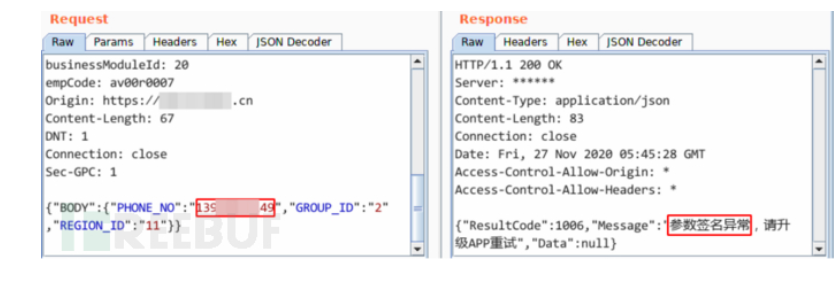 Request
Raw Params Headers Hex JSON Decoder
businessModuleId: 20
empCode: av00r0007
Origin: https:// .cn
Content-Length: 67
DNT: 1
Connection: close
Sec-GPC: 1
{"BODY":{"PHONE_NO":"139 49","GROUP_ID":"2"
,"REGION_ID":"11"}}
REEBUF
Response
Raw Headers Hex JSON Decoder
HTTP/1.1 200 OK
Server: ******
Content-Type: application/json
Content-Length: 83
Connection: close
Date: Fri, 27 Nov 2020 05:45:28 GMT
Access-Control-Allow-Origin: *
Access-Control-Allow-Headers: *
{"ResultCode":1006,"Message":"参数签名异常，请升
级APP重试","Data":null}